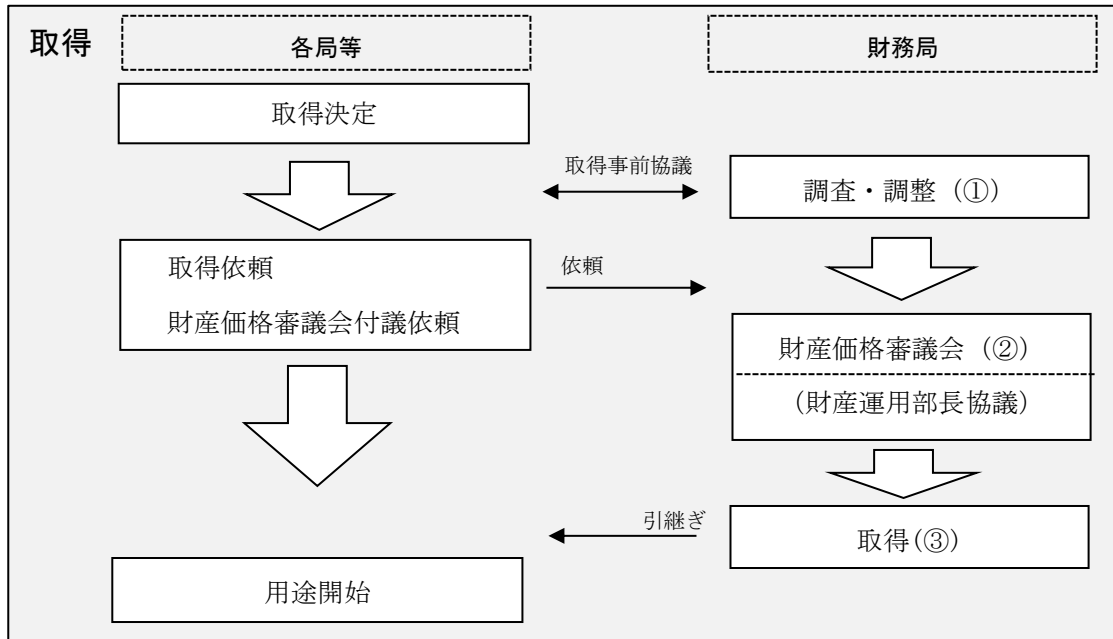 取得
各局等
財務局
取得決定
取得事前協議
調査・調整(①)
取得依頼
財産価格審議会付議依頼
依頼
財産価格審議会(②)
(財産運用部長協議)
引継ぎ
取得(③)
用途開始